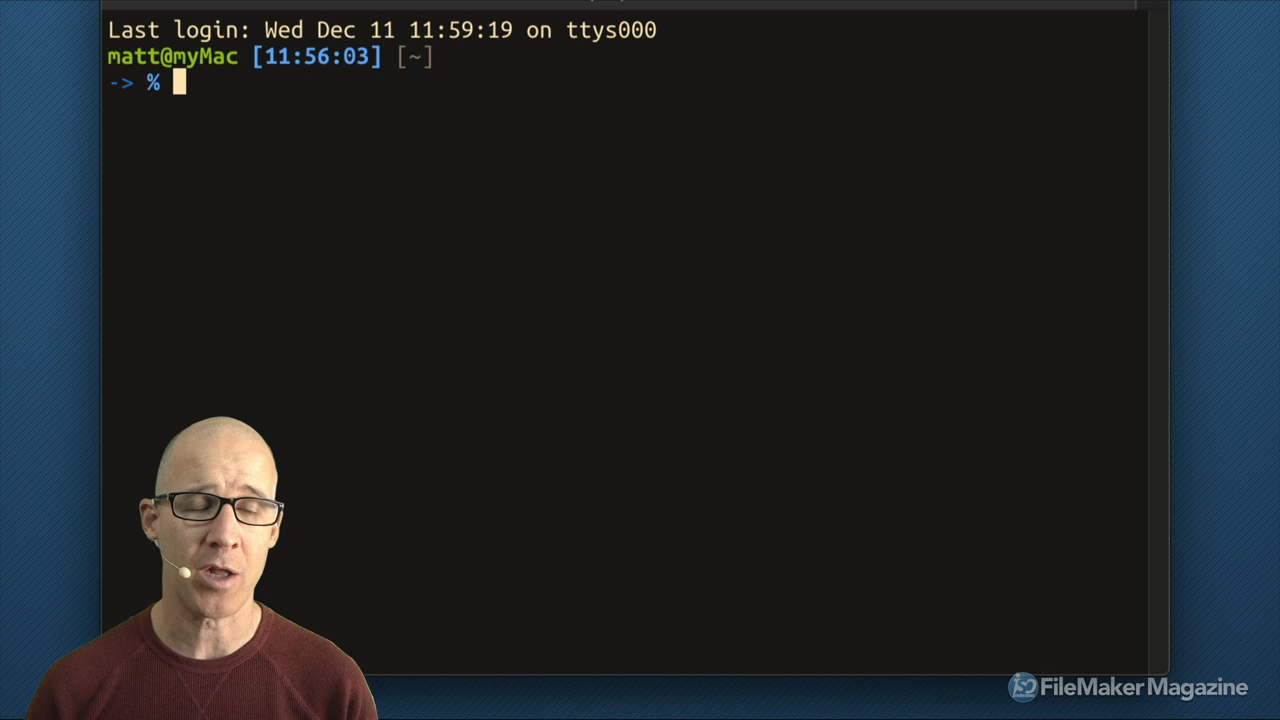 Last login: Wed Dec 11 11:59:19 on ttys000
matt@myMac [11:56:03] [~]
-> %
FileMaker Magazine